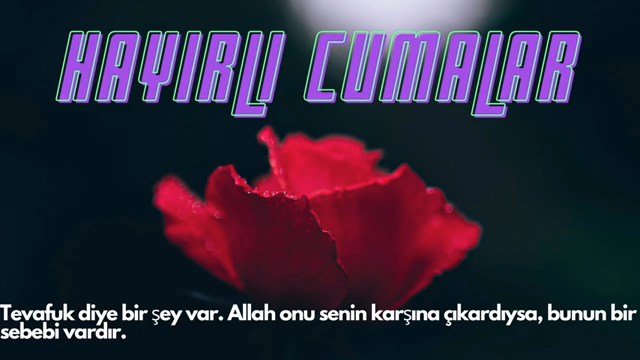 HAYIRLI CUMALAR
Tevafuk diye bir şey var. Allah onu senin karşına çıkardıysa, bunun bir
sebebi vardır.